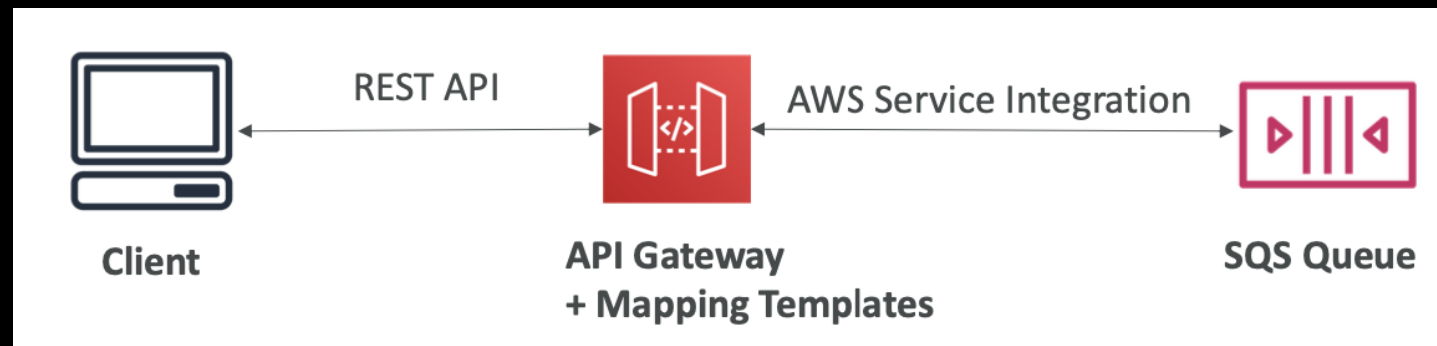 REST API
AWS Service Integration
</>
Client
API Gateway
+ Mapping Templates
SQS Queue